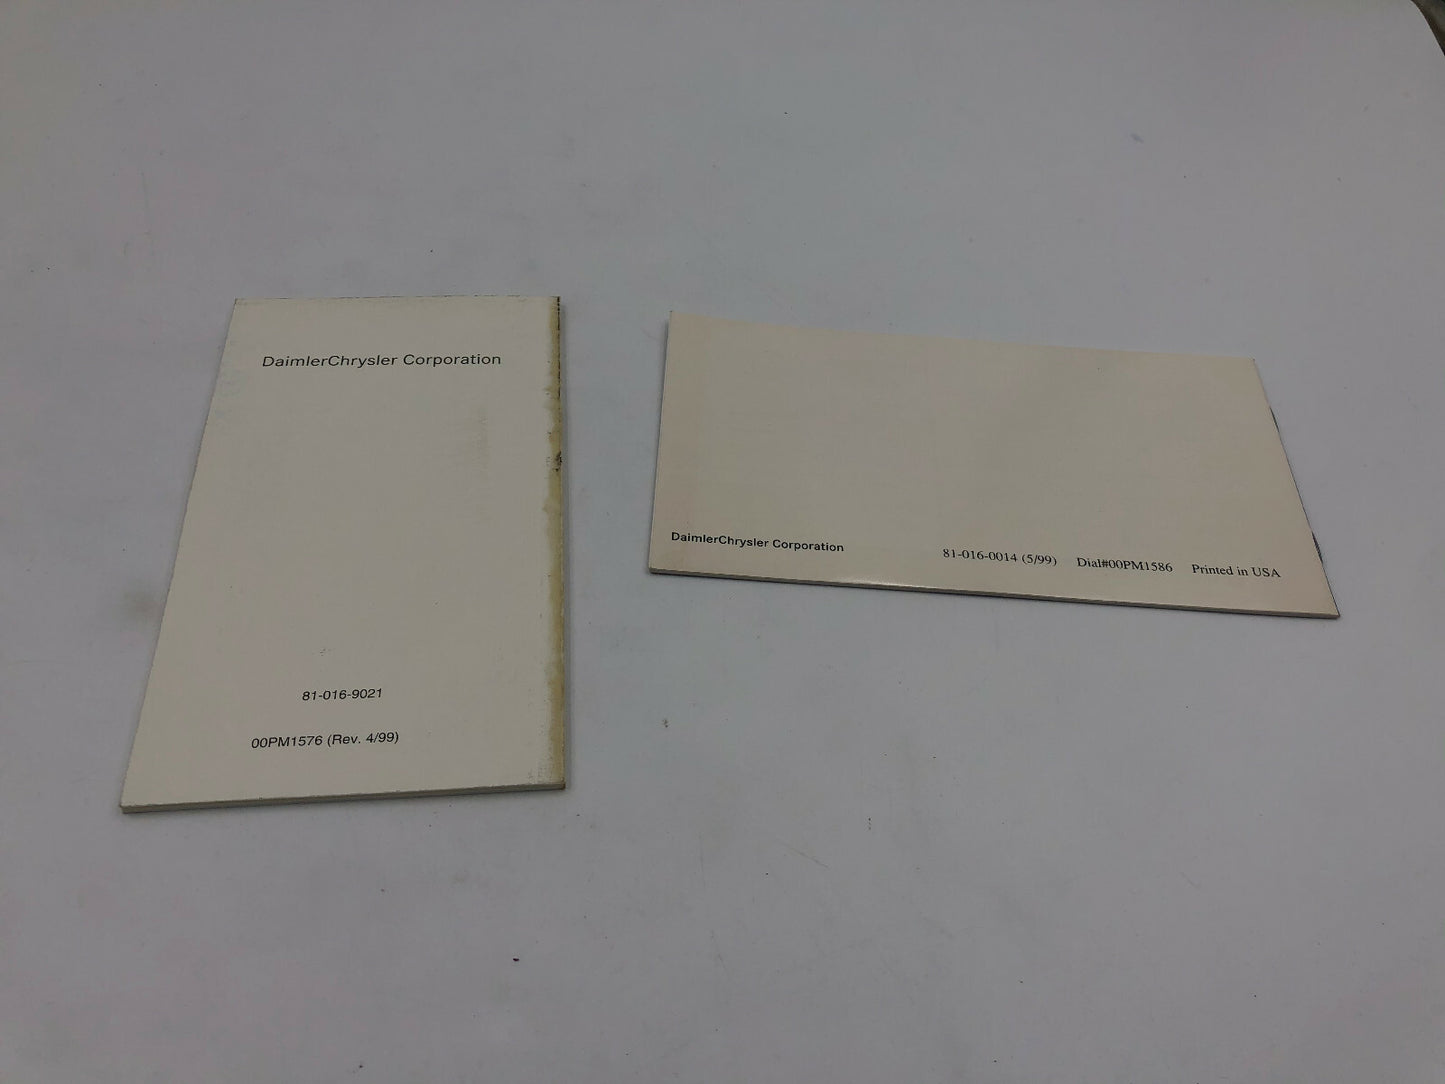 DaimlerChrysler Corporation
81-016-9021
00PM1576 (Rev. 4/99)
DaimlerChrysler Corporation
81-016-0014 (5/99) Dial#00PM1586 Printed in USA